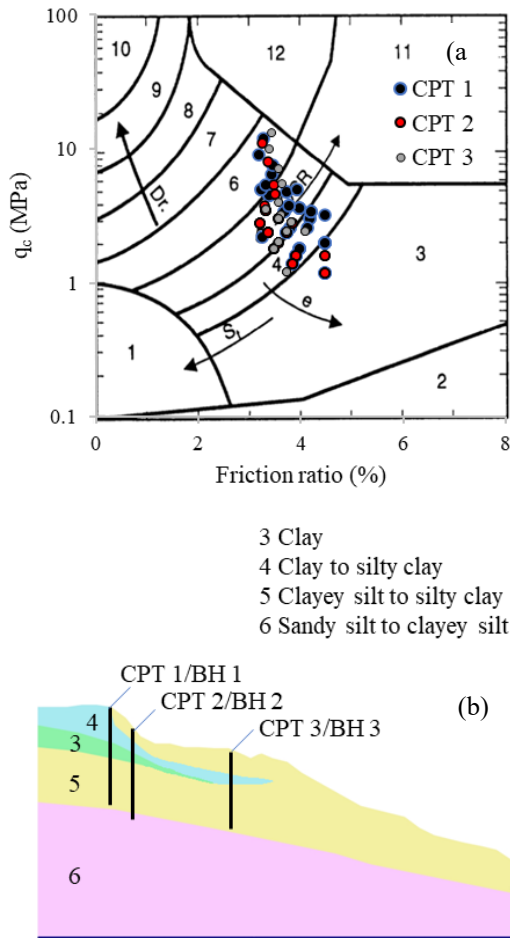 100
10
12
11
(a
9
8
CPT 1
7
CPT 2
10
CPT 3
6
R
Dr.
qc (MPa)
4
3
1
e
St
1
2
0.1
0
2
4
6
8
Friction ratio (%)
3 Clay
4 Clay to silty clay
5 Clayey silt to silty clay
6 Sandy silt to clayey silt
CPT 1/BH 1
CPT 2/BH 2
(b)
CPT 3/BH 3
4
3
5
6